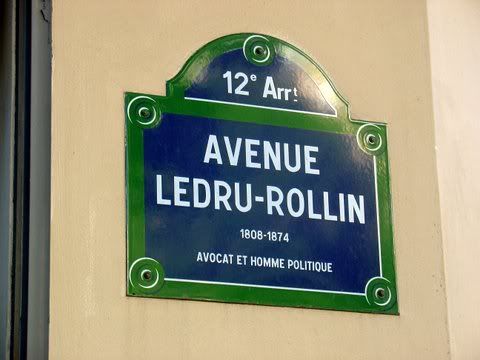 12e Arrt
AVENUE
LEDRU-ROLLIN
1808-1874
AVOCAT ET HOMME POLITIQUE